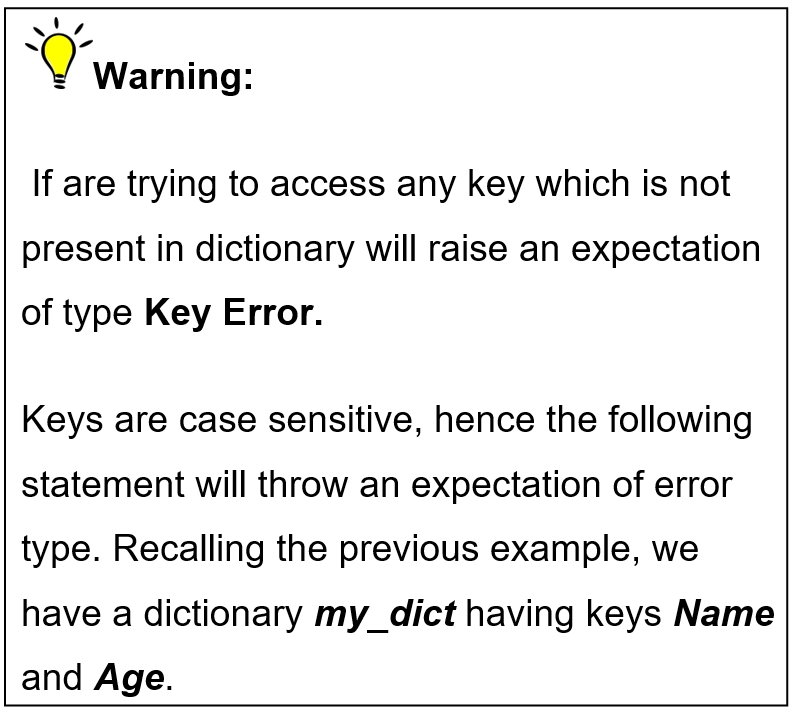 Warning:
If are trying to access any key which is not
present in dictionary will raise an expectation
of type Key Error.
Keys are case sensitive, hence the following
statement will throw an expectation of error
type. Recalling the previous example, we
have a dictionary my_dict having keys Name
and Age.